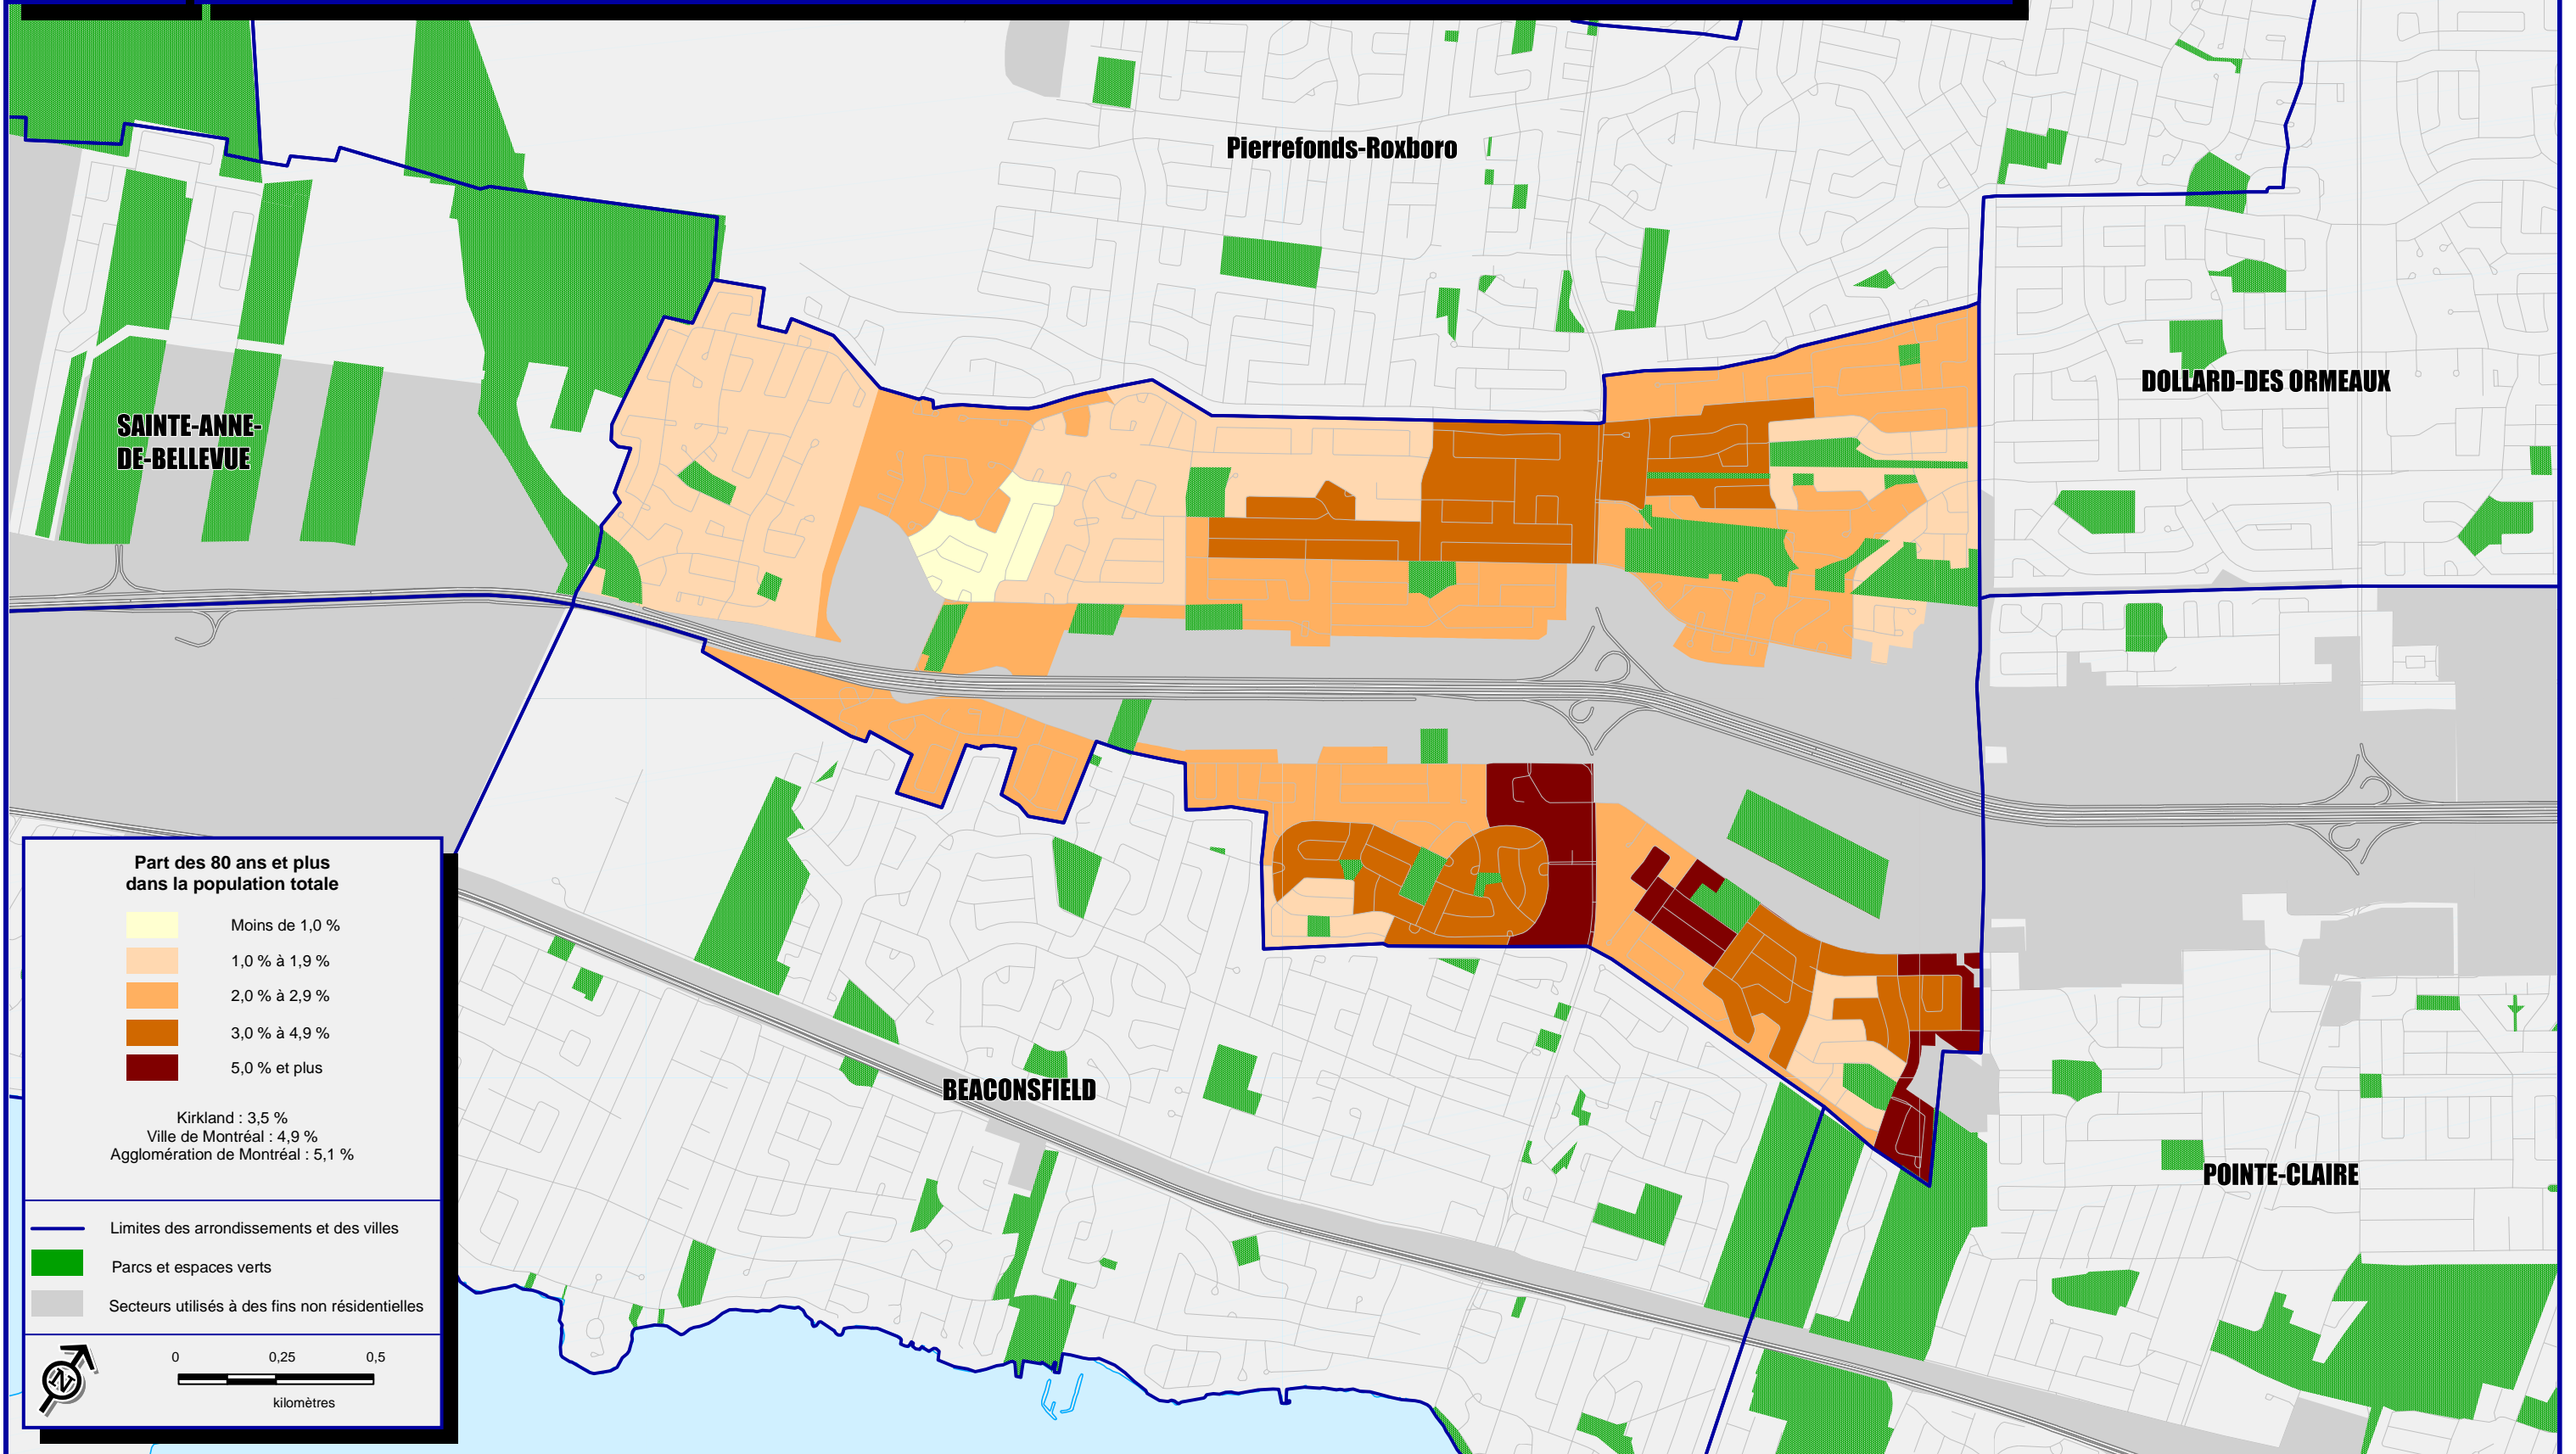 Pierrefonds-Roxboro
DOLLARD-DES ORMEAUX
SAINTE-ANNE-
DE-BELLEVUE
BEACONSFIELD
POINTE-CLAIRE
Part des 80 ans et plus
dans la population totale
Moins de 1,0 %
1,0 % à 1,9 %
2,0 % à 2,9 %
3,0 % à 4,9 %
5,0 % et plus
Kirkland : 3,5 %
Ville de Montréal : 4,9 %
Agglomération de Montréal : 5,1 %
Limites des arrondissements et des villes
Parcs et espaces verts
Secteurs utilisés à des fins non résidentielles
N
0 0,25 0,5
kilomètres